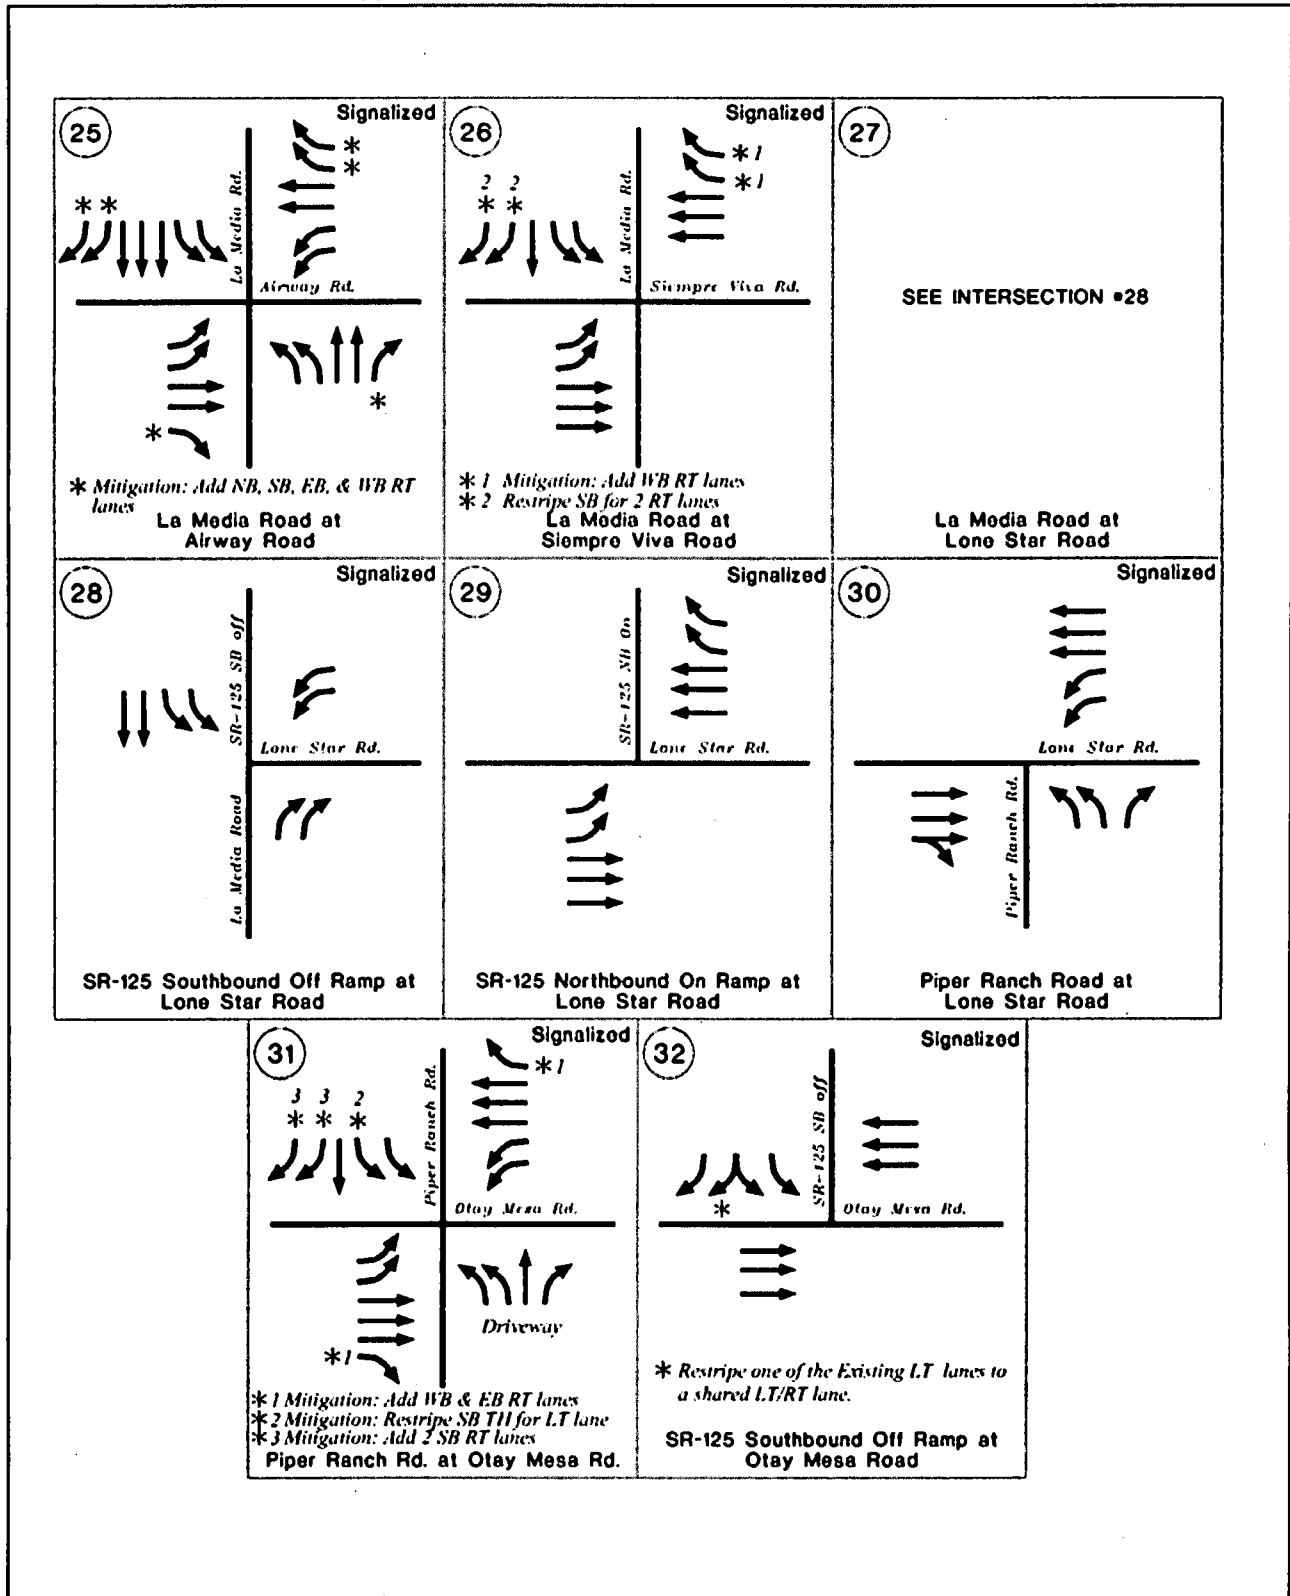 25
Signalized
La Media Rd.
Airway Rd.
*
*
* *
*
*
* Mitigation: Add NB, SB, EB, & WB RT
lanes
La Media Road at
Airway Road
26
Signalized
La Media Rd.
Siempre Viva Rd.
* 1
* 1
2 2
* *
* 1 Mitigation: Add WB RT lanes
* 2 Restripe SB for 2 RT lanes
La Media Road at
Siempre Viva Road
27
SEE INTERSECTION #28
La Media Road at
Lone Star Road
28
Signalized
SR-125 SB off
Lone Star Rd.
La Media Road
SR-125 Southbound Off Ramp at
Lone Star Road
29
Signalized
SR-125 NB On
Lone Star Rd.
SR-125 Northbound On Ramp at
Lone Star Road
30
Signalized
Lone Star Rd.
Piper Ranch Rd.
Piper Ranch Road at
Lone Star Road
31
Signalized
* 1
3 3 2
* * *
Piper Ranch Rd.
Otay Mesa Rd.
Driveway
* 1
* 1 Mitigation: Add WB & EB RT lanes
* 2 Mitigation: Restripe SB TH for LT lane
* 3 Mitigation: Add 2 SB RT lanes
Piper Ranch Rd. at Otay Mesa Rd.
32
Signalized
SR-125 SB off
Otay Mesa Rd.
*
* Restripe one of the Existing LT lanes to
a shared LT/RT lane.
SR-125 Southbound Off Ramp at
Otay Mesa Road